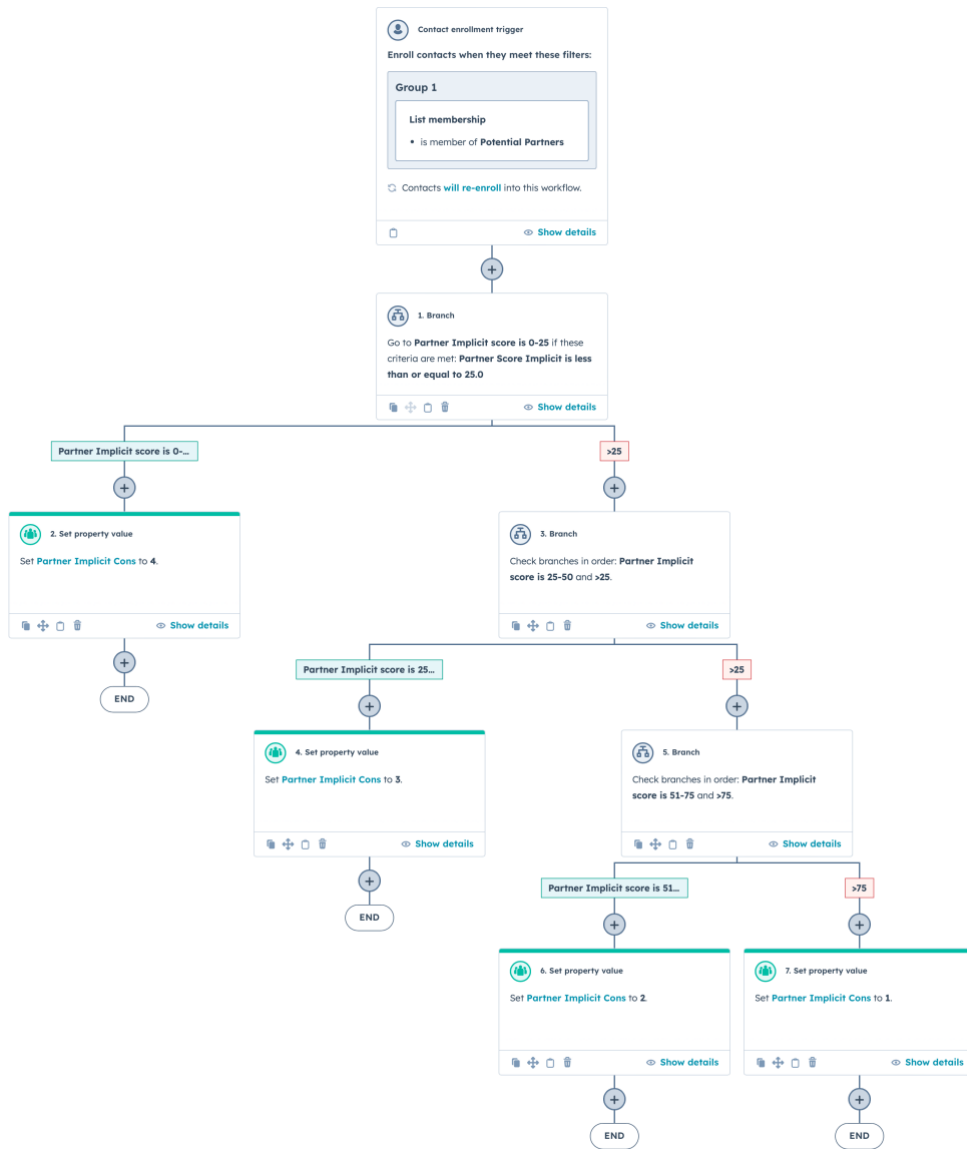 Contact enrollment trigger
Enroll contacts when they meet these filters:
Group 1
List membership
• is member of Potential Partners
Contacts will re-enroll into this workflow.
Show details
1. Branch
Go to Partner Implicit score is 0-25 if these
criteria are met: Partner Score Implicit is less
than or equal to 25.0
Show details
Partner Implicit score is 0-...
>25
2. Set property value
Set Partner Implicit Cons to 4.
Show details
END
3. Branch
Check branches in order: Partner Implicit
score is 25-50 and >25.
Show details
Partner Implicit score is 25...
>25
4. Set property value
Set Partner Implicit Cons to 3.
Show details
END
5. Branch
Check branches in order: Partner Implicit
score is 51-75 and >75.
Show details
Partner Implicit score is 51...
>75
6. Set property value
Set Partner Implicit Cons to 2.
Show details
END
7. Set property value
Set Partner Implicit Cons to 1.
Show details
END